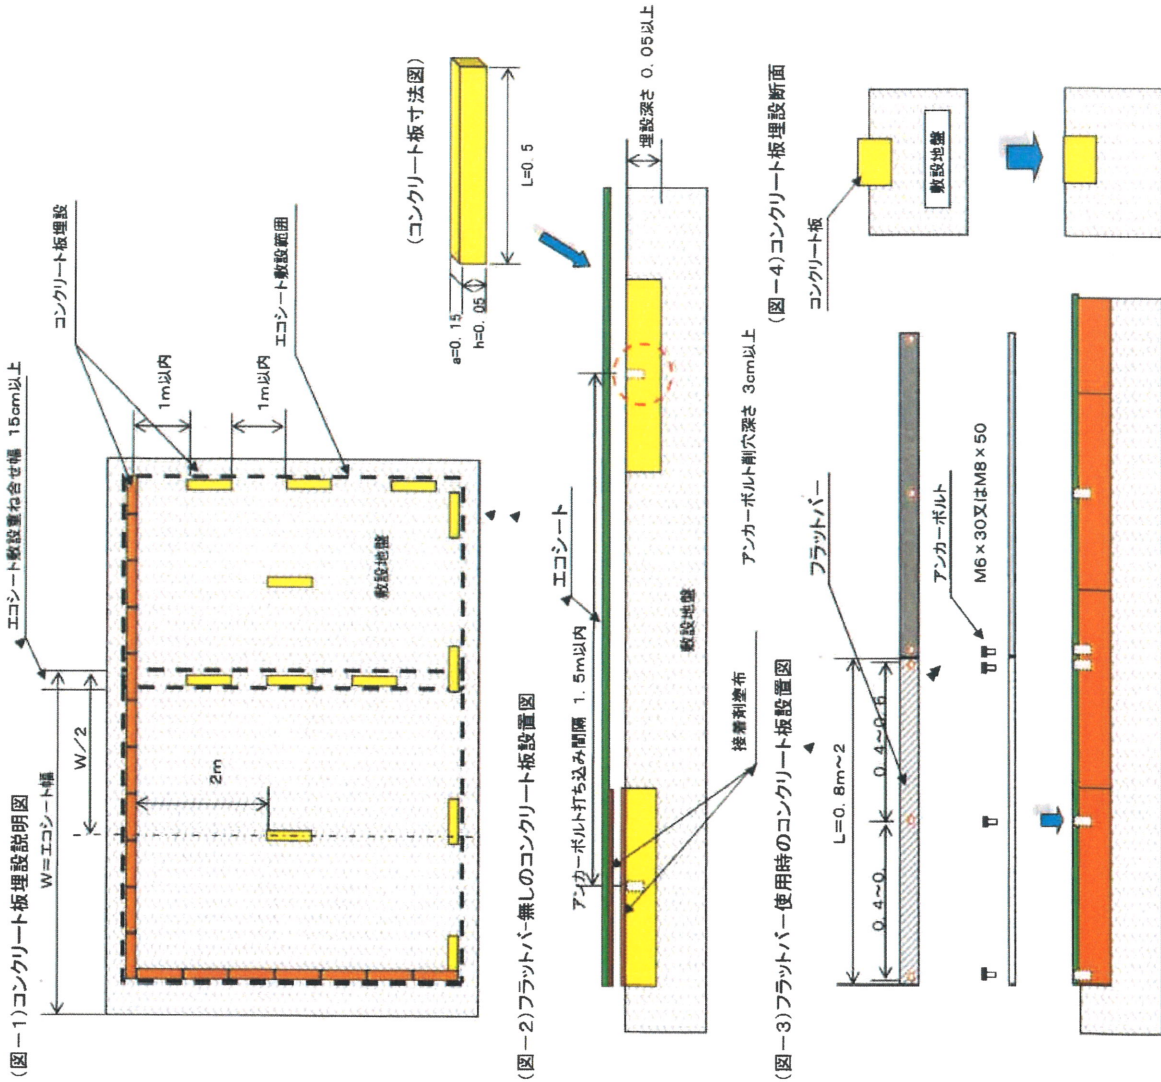 (図－1)コンクリート板埋設説明図
W＝エコシート幅
W/2
エコシート敷設重ね合せ幅 15cm以上
コンクリート板埋設
1m以内
1m以内
エコシート敷設範囲
2m
敷設地盤
(コンクリート板寸法図)
a=0. 15
h=0. 05
L=0. 5
(図－2)フラットバー無しのコンクリート板設置図
アンカーボルト打ち込み間隔 1. 5m以内
エコシート
埋設深さ 0. 05以上
敷設地盤
接着剤塗布
アンカーボルト削穴深さ 3cm以上
(図－3)フラットバー使用時のコンクリート板設置図
L=0. 8m～2
0. 4～0.
0. 4～0. 6
フラットバー
アンカーボルト
M6×30又はM8×50
(図－4)コンクリート板埋設断面
コンクリート板
敷設地盤